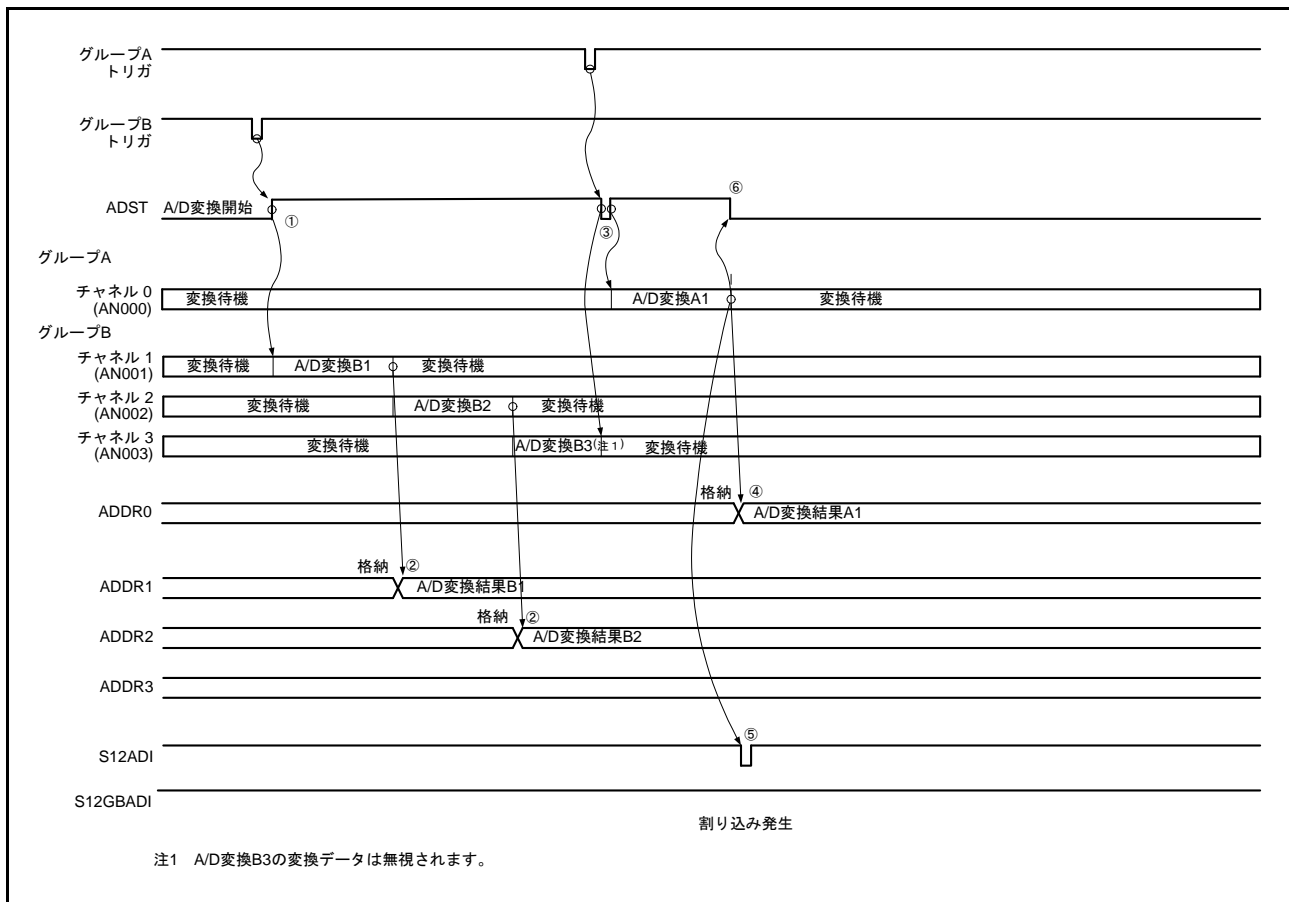 グループA
トリガ
グループB
トリガ
ADST A/D変換開始 ① ③ ⑥
グループA
チャネル 0
(AN000)
変換待機 A/D変換A1 変換待機
グループB
チャネル 1
(AN001)
変換待機 A/D変換B1 変換待機
チャネル 2
(AN002)
変換待機 A/D変換B2 変換待機
チャネル 3
(AN003)
変換待機 A/D変換B3(注1) 変換待機
格納 ④
ADDR0 A/D変換結果A1
格納 ②
ADDR1 A/D変換結果B1
格納 ②
ADDR2 A/D変換結果B2
ADDR3
S12ADI ⑤
S12GBADI
割り込み発生
注1 A/D変換B3の変換データは無視されます。